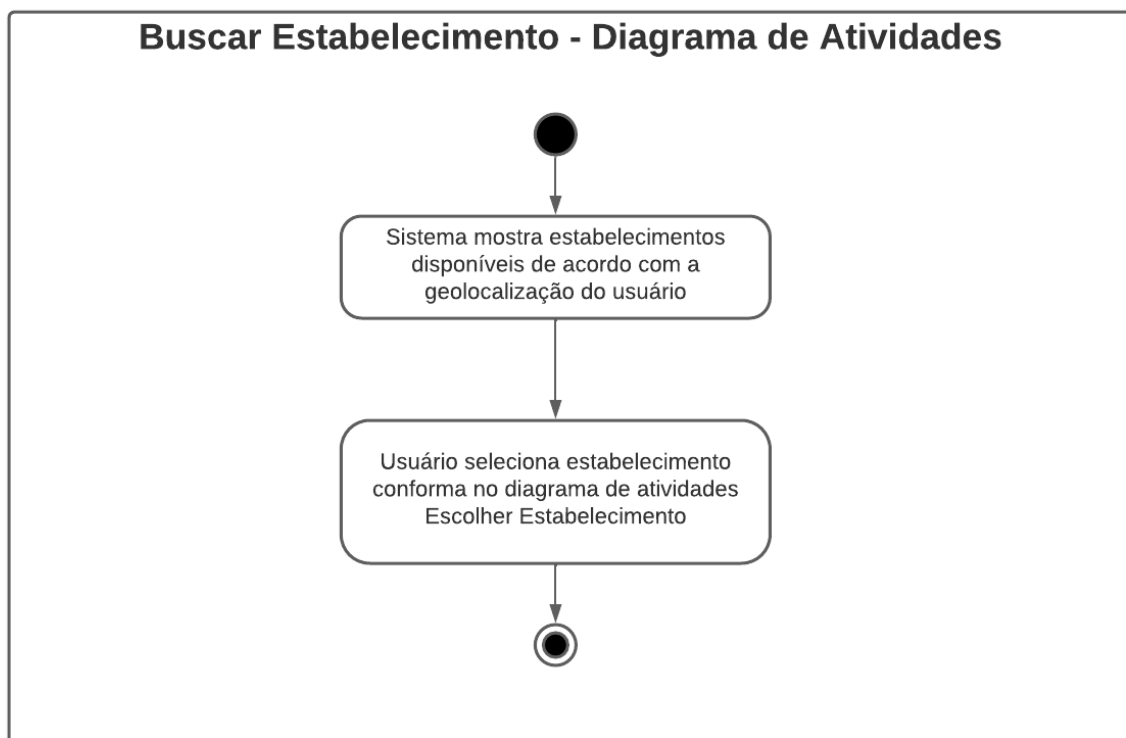 Buscar Estabelecimento - Diagrama de Atividades
Sistema mostra estabelecimentos
disponíveis de acordo com a
geolocalização do usuário
Usuário seleciona estabelecimento
conforma no diagrama de atividades
Escolher Estabelecimento